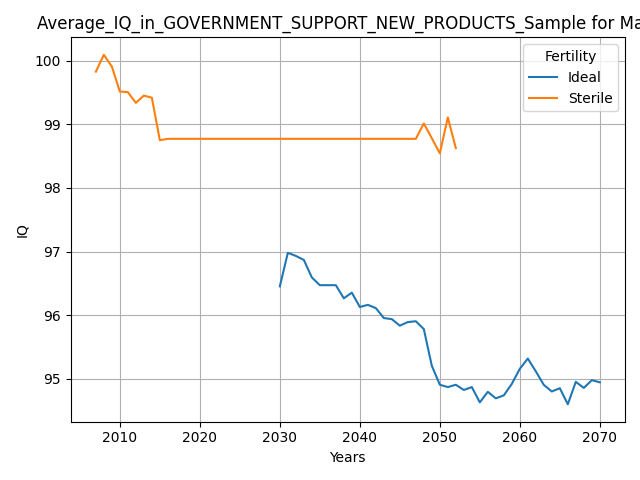 Average_IQ_in_GOVERNMENT_SUPPORT_NEW_PRODUCTS_Sample for Ma
Fertility
Ideal
Sterile
100
99
98
97
96
95
IQ
2010 2020 2030 2040 2050 2060 2070
Years